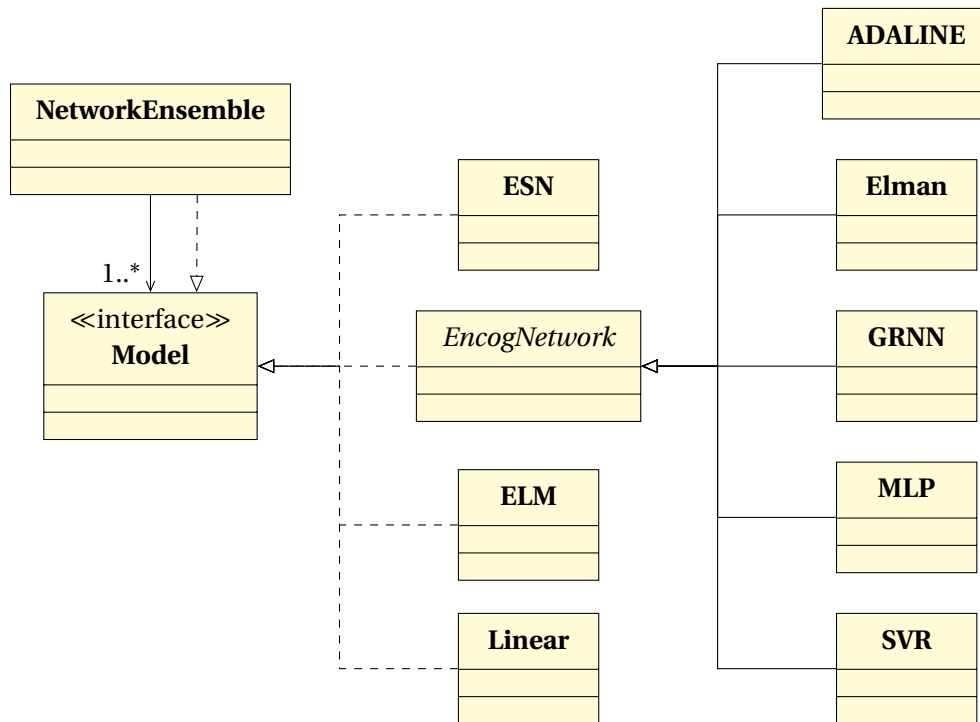 ADALINE
NetworkEnsemble
ESN
Elman
1..*
≪interface≫
Model
EncogNetwork
GRNN
ELM
MLP
Linear
SVR